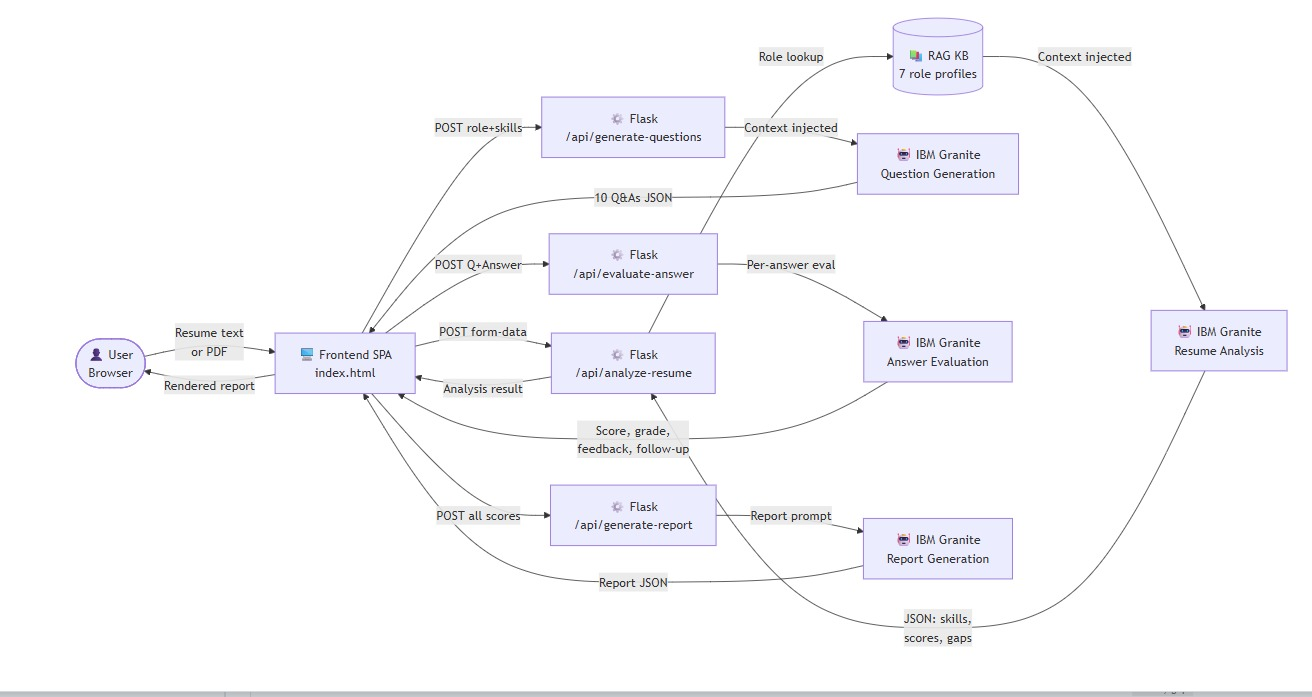 RAG KB
7 role profiles
Role lookup
Context injected
Flask
/api/generate-questions
POST role+skills
Context injected
IBM Granite
Question Generation
10 Q&As JSON
Flask
/api/evaluate-answer
POST Q+Answer
Per-answer eval
Resume text
or PDF
User
Browser
Rendered report
Frontend SPA
index.html
POST form-data
Analysis result
Flask
/api/analyze-resume
IBM Granite
Answer Evaluation
IBM Granite
Resume Analysis
Score, grade,
feedback, follow-up
POST all scores
Flask
/api/generate-report
Report prompt
IBM Granite
Report Generation
Report JSON
JSON: skills,
scores, gaps